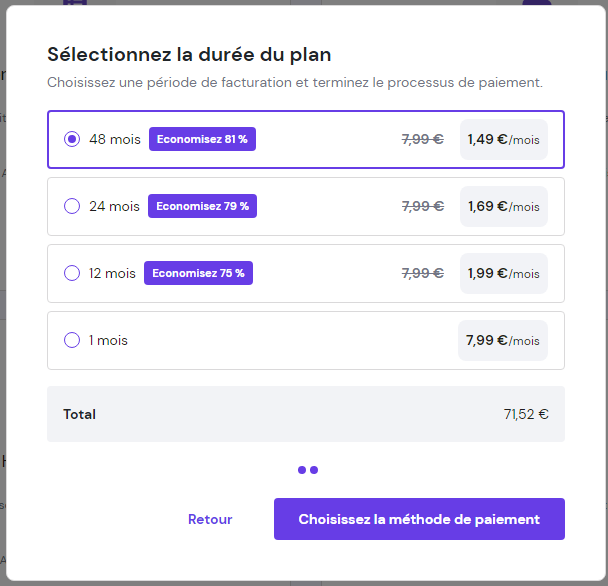 Sélectionnez la durée du plan
Choisissez une période de facturation et terminez le processus de paiement.
48 mois Economisez 81 % 7,99 € 1,49 €/mois
24 mois Economisez 79 % 7,99 € 1,69 €/mois
12 mois Economisez 75 % 7,99 € 1,99 €/mois
1 mois 7,99 €/mois
Total 71,52 €
Retour Choisissez la méthode de paiement